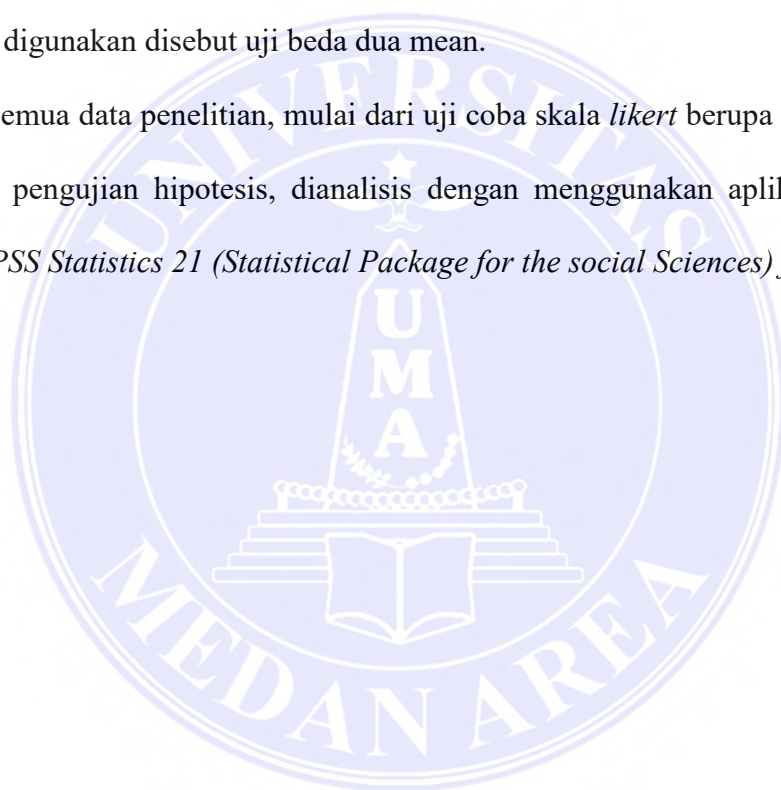 digunakan disebut uji beda dua mean.
emua data penelitian, mulai dari uji coba skala likert berupa
pengujian hipotesis, dianalisis dengan menggunakan apli
PSS Statistics 21 (Statistical Package for the social Sciences)
UNIVERSITAS
U
M
A
MEDAN AREA